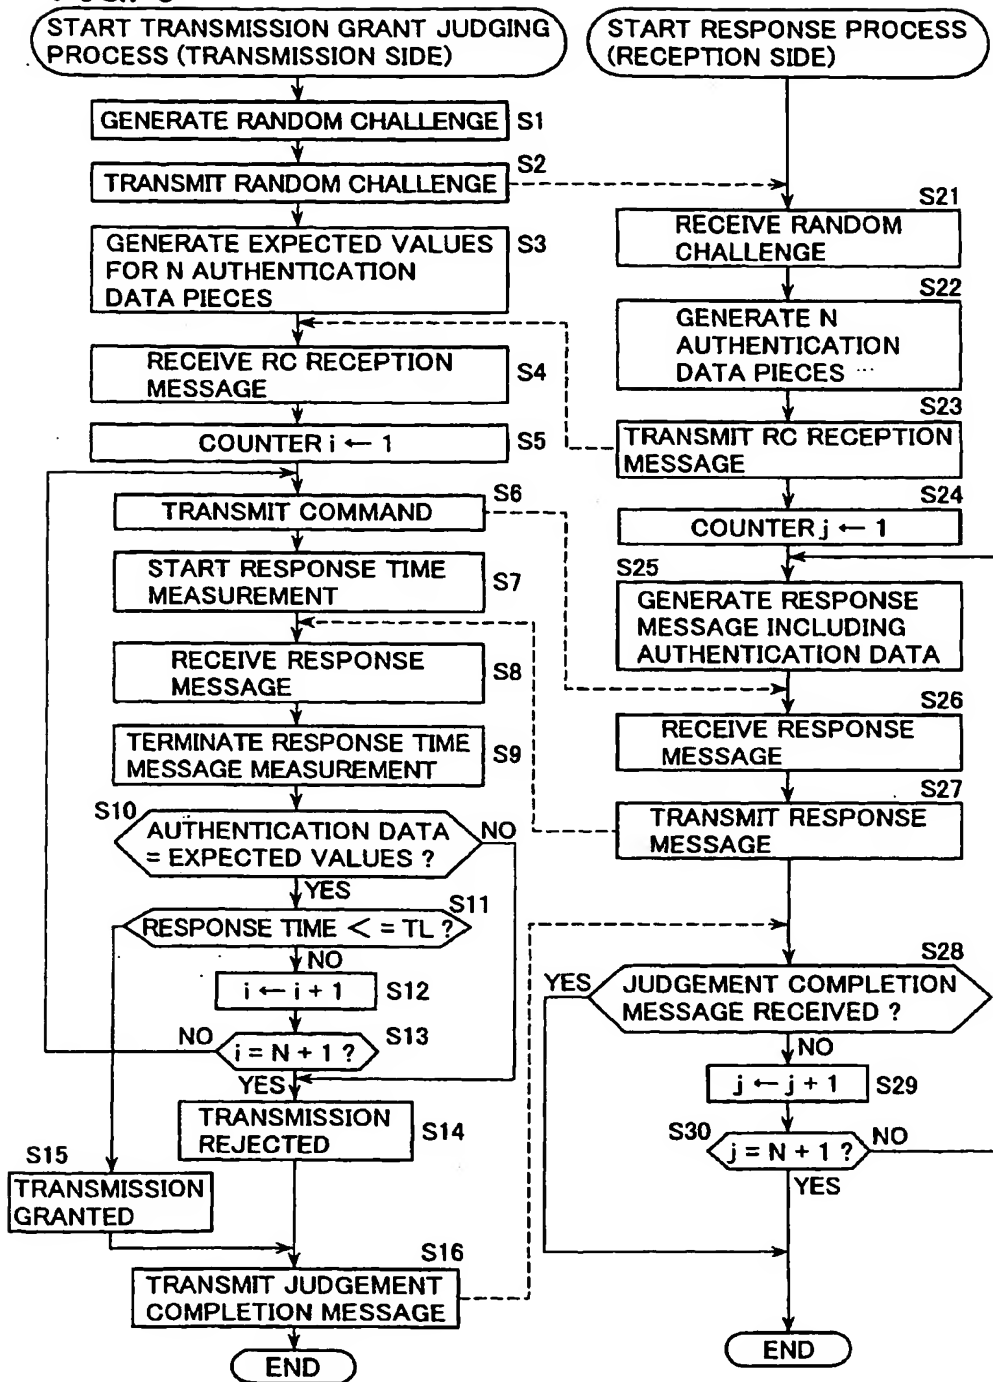 START TRANSMISSION GRANT JUDGING
PROCESS (TRANSMISSION SIDE)
GENERATE RANDOM CHALLENGE
S1
S2
TRANSMIT RANDOM CHALLENGE
GENERATE EXPECTED VALUES
FOR N AUTHENTICATION
DATA PIECES
S3
RECEIVE RC RECEPTION
MESSAGE
S4
COUNTER i ← 1
S5
S6
TRANSMIT COMMAND
START RESPONSE TIME
MEASUREMENT
S7
RECEIVE RESPONSE
MESSAGE
S8
TERMINATE RESPONSE TIME
MESSAGE MEASUREMENT
S9
S10
AUTHENTICATION DATA
= EXPECTED VALUES ?
NO
YES
S11
RESPONSE TIME < = TL ?
NO
i ← i + 1
S12
NO
i = N + 1 ?
S13
YES
TRANSMISSION
REJECTED
S14
S15
TRANSMISSION
GRANTED
S16
TRANSMIT JUDGEMENT
COMPLETION MESSAGE
END
START RESPONSE PROCESS
(RECEPTION SIDE)
S21
RECEIVE RANDOM
CHALLENGE
S22
GENERATE N
AUTHENTICATION
DATA PIECES
S23
TRANSMIT RC RECEPTION
MESSAGE
S24
COUNTER j ← 1
S25
GENERATE RESPONSE
MESSAGE INCLUDING
AUTHENTICATION DATA
S26
RECEIVE RESPONSE
MESSAGE
S27
TRANSMIT RESPONSE
MESSAGE
S28
YES
JUDGEMENT COMPLETION
MESSAGE RECEIVED ?
NO
j ← j + 1
S29
S30
j = N + 1 ?
NO
YES
END